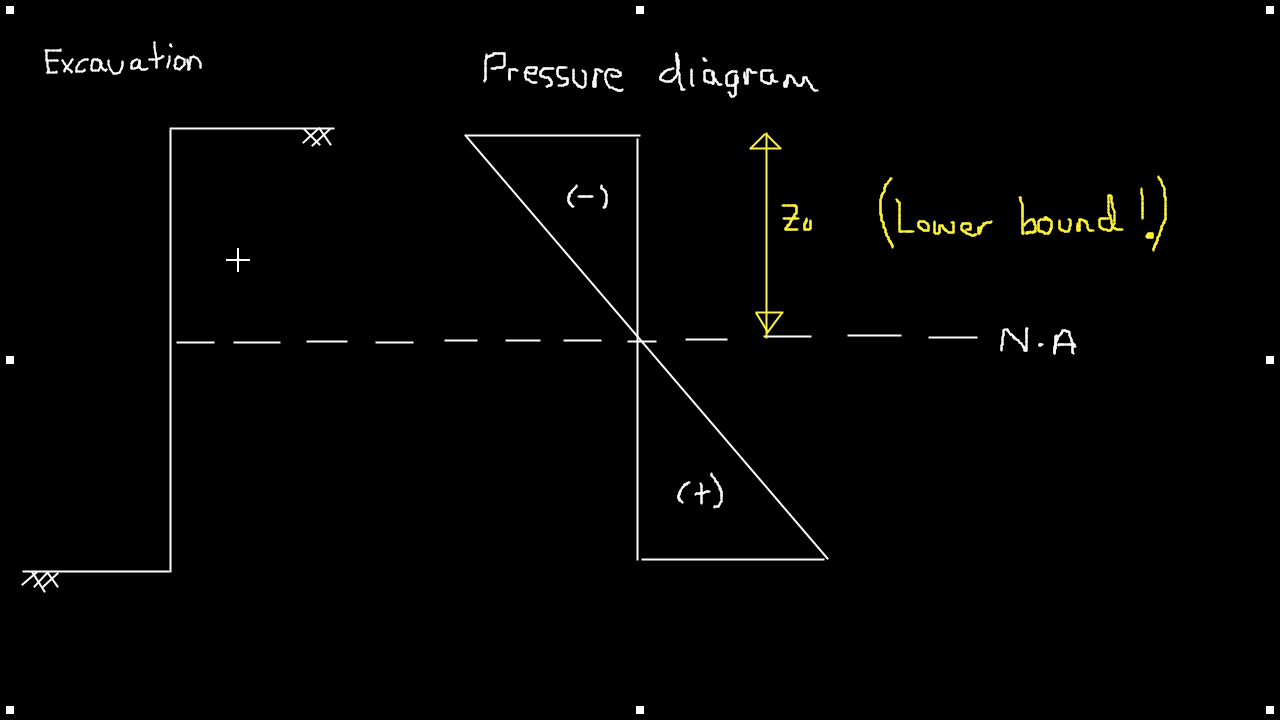 Excavation
Pressure diagram
(-)
z₀ (Lower bound!)
N.A
(+)